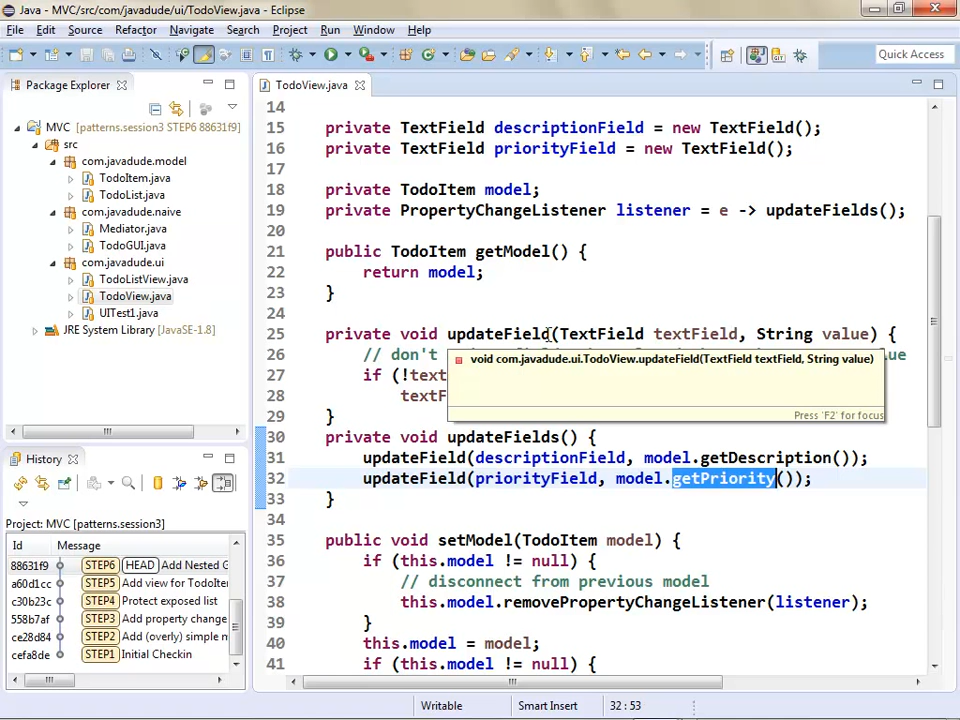 Java - MVC/src/com/javadude/ui/TodoView.java - Eclipse
File Edit Source Refactor Navigate Search Project Run Window Help
Quick Access
Package Explorer
MVC [patterns.session3 STEP6 88631f9]
src
com.javadude.model
TodoItem.java
TodoList.java
com.javadude.naive
Mediator.java
TodoGUI.java
com.javadude.ui
TodoListView.java
TodoView.java
UITest1.java
JRE System Library [JavaSE-1.8]
History
Project: MVC [patterns.session3]
Id Message
88631f9 STEP6 HEAD Add Nested G
a60d1cc STEP5 Add view for TodoIter
c30b23c STEP4 Protect exposed list
558b7af STEP3 Add property change
ce28d84 STEP2 Add (overly) simple n
cefa8de STEP1 Initial Checkin
TodoView.java
14
15 private TextField descriptionField = new TextField();
16 private TextField priorityField = new TextField();
17
18 private TodoItem model;
19 private PropertyChangeListener listener = e -> updateFields();
20
21 public TodoItem getModel() {
22 return model;
23 }
24
25 private void updateField(TextField textField, String value) {
26 // don't ue
27 if (!text
28 textF
29 }
void com.javadude.ui.TodoView.updateField(TextField textField, String value)
Press 'F2' for focus
30 private void updateFields() {
31 updateField(descriptionField, model.getDescription());
32 updateField(priorityField, model.getPriority());
33 }
34
35 public void setModel(TodoItem model) {
36 if (this.model != null) {
37 // disconnect from previous model
38 this.model.removePropertyChangeListener(listener);
39 }
40 this.model = model;
41 if (this.model != null) {
Writable Smart Insert 32 : 53